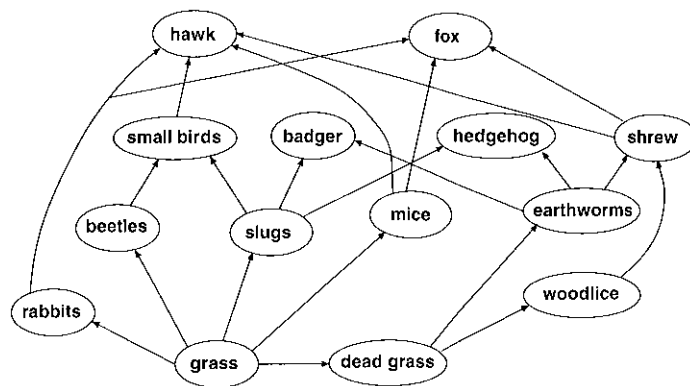 hawk
fox
small birds
badger
hedgehog
shrew
beetles
slugs
mice
earthworms
rabbits
woodlice
grass
dead grass